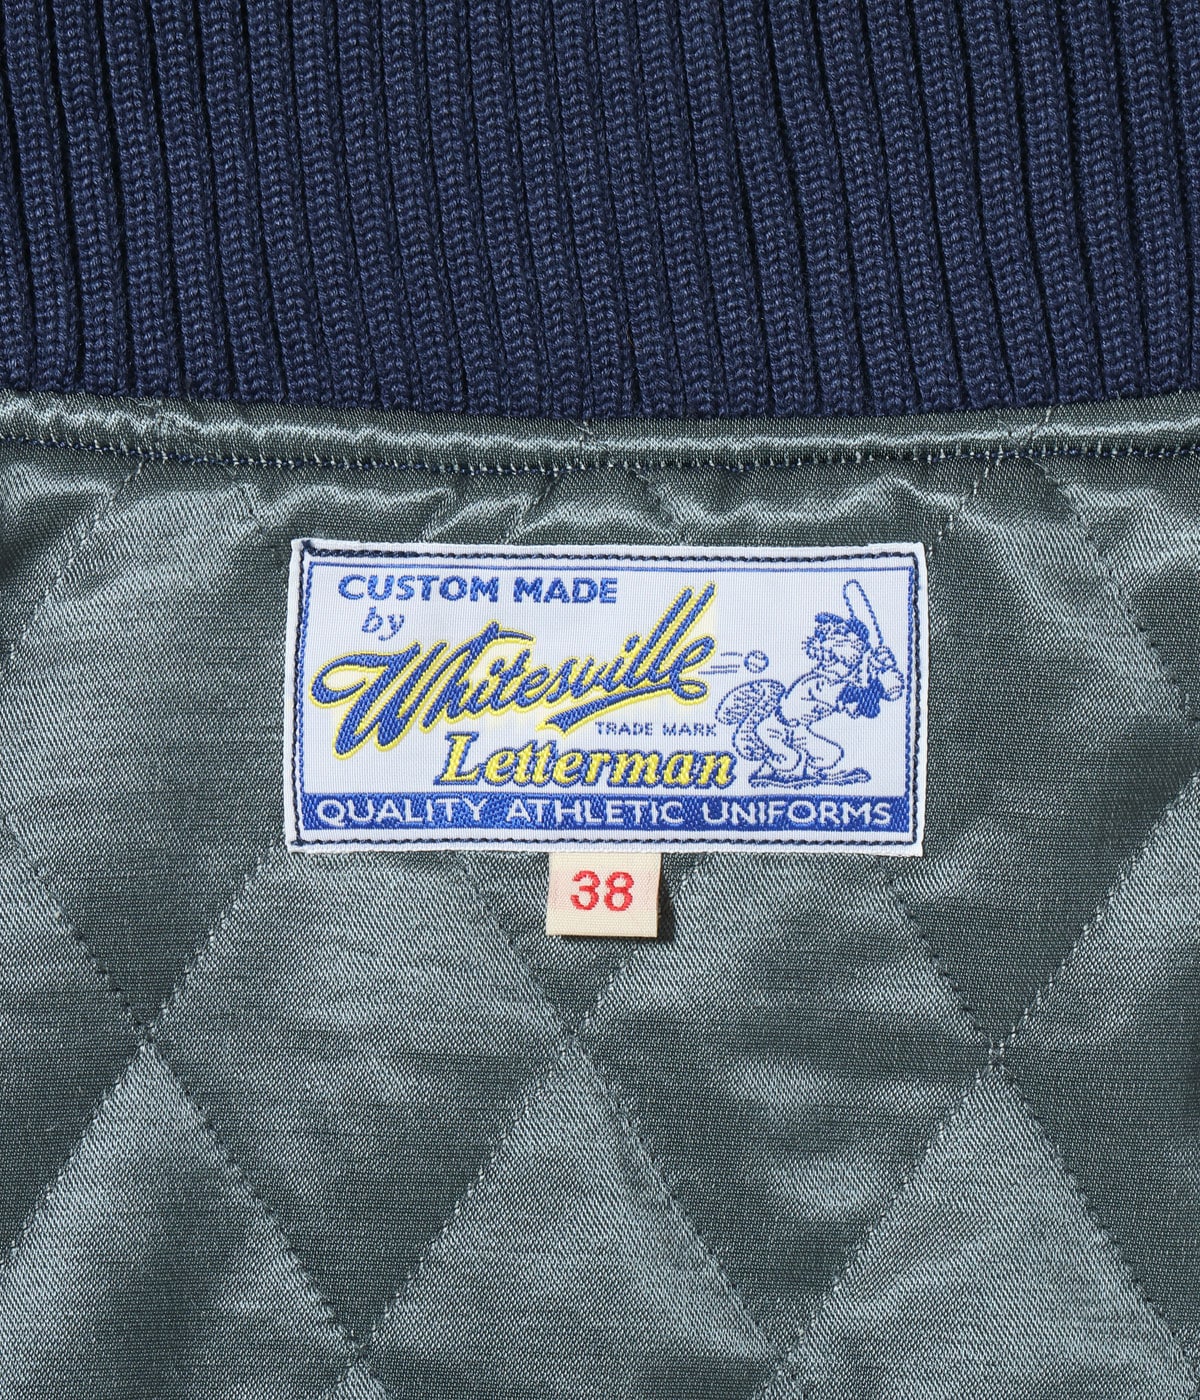 CUSTOM MADE
by
Whitesville
TRADE MARK
Letterman
QUALITY ATHLETIC UNIFORMS
38